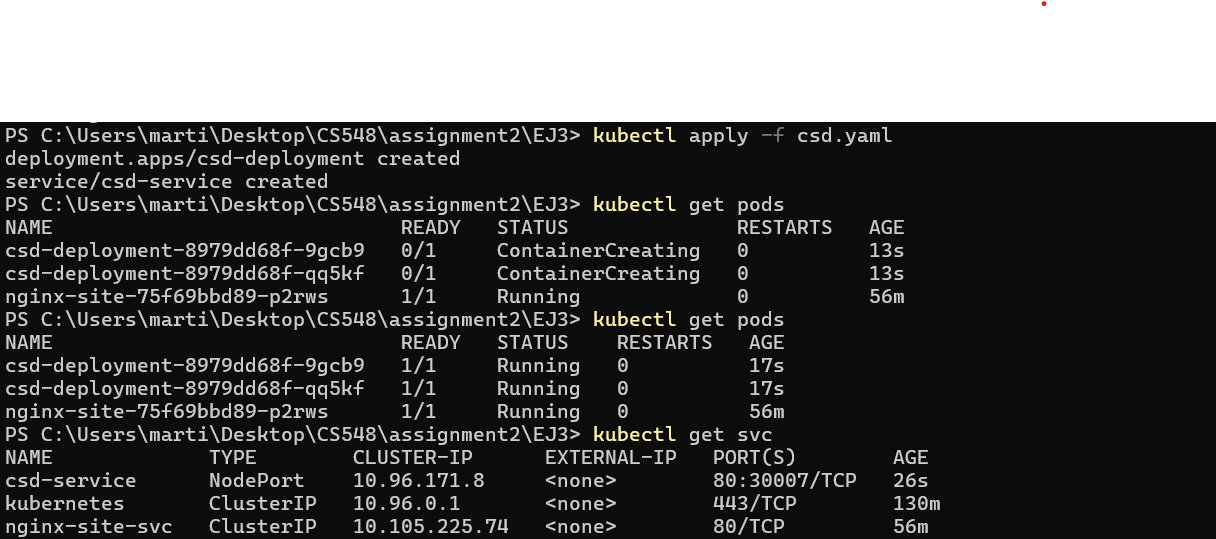 PS C:\Users\marti\Desktop\CS548\assignment2\EJ3> kubectl apply -f csd.yaml
deployment.apps/csd-deployment created
service/csd-service created
PS C:\Users\marti\Desktop\CS548\assignment2\EJ3> kubectl get pods
NAME READY STATUS RESTARTS AGE
csd-deployment-8979dd68f-9gcb9 0/1 ContainerCreating 0 13s
csd-deployment-8979dd68f-qq5kf 0/1 ContainerCreating 0 13s
nginx-site-75f69bbd89-p2rws 1/1 Running 0 56m
PS C:\Users\marti\Desktop\CS548\assignment2\EJ3> kubectl get pods
NAME READY STATUS RESTARTS AGE
csd-deployment-8979dd68f-9gcb9 1/1 Running 0 17s
csd-deployment-8979dd68f-qq5kf 1/1 Running 0 17s
nginx-site-75f69bbd89-p2rws 1/1 Running 0 56m
PS C:\Users\marti\Desktop\CS548\assignment2\EJ3> kubectl get svc
NAME TYPE CLUSTER-IP EXTERNAL-IP PORT(S) AGE
csd-service NodePort 10.96.171.8 <none> 80:30007/TCP 26s
kubernetes ClusterIP 10.96.0.1 <none> 443/TCP 130m
nginx-site-svc ClusterIP 10.105.225.74 <none> 80/TCP 56m